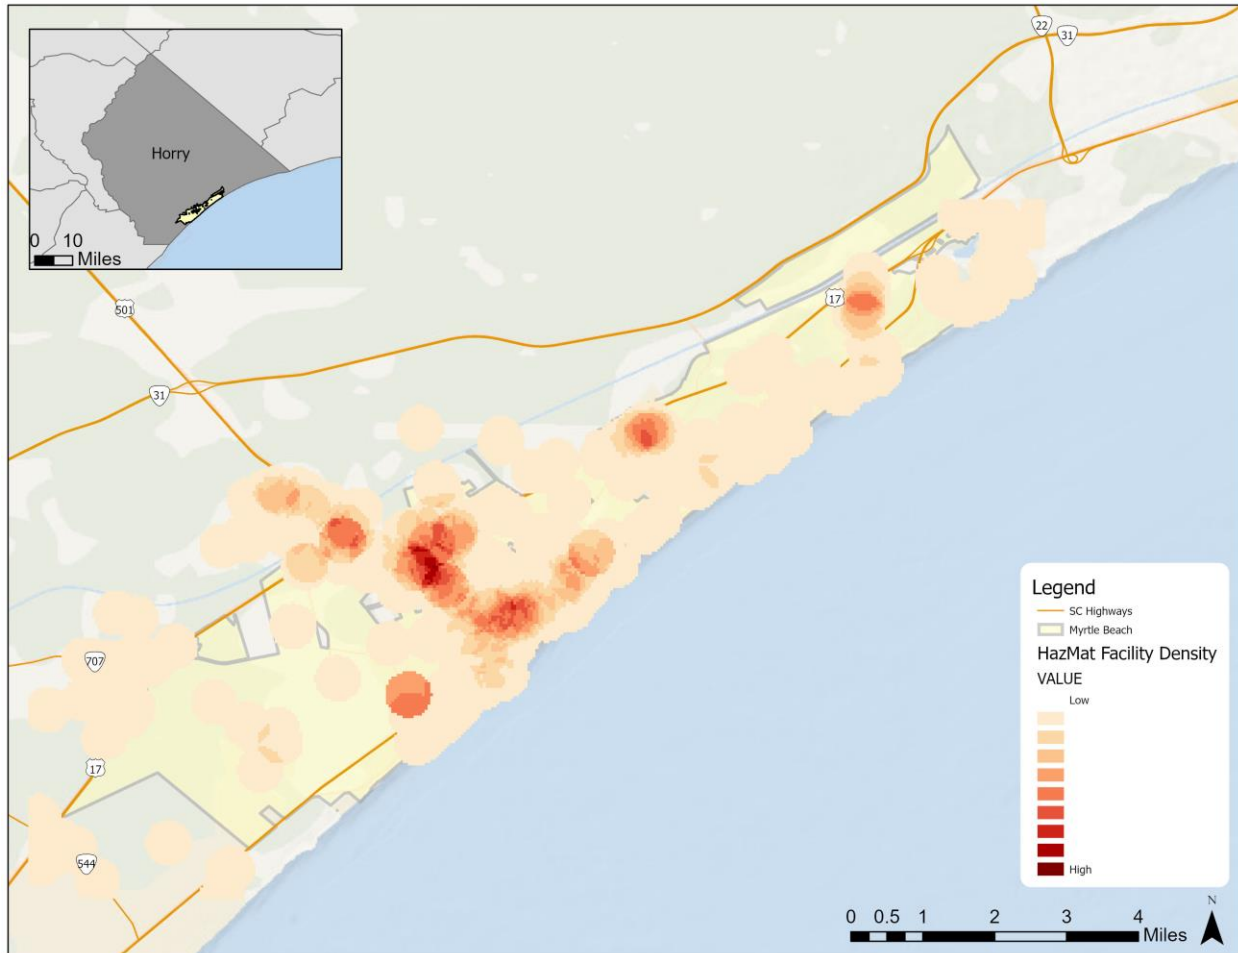 22
31
Horry
0 10
Miles
501
17
31
707
17
544
Legend
SC Highways
Myrtle Beach
HazMat Facility Density
VALUE
Low
High
N
0 0.5 1 2 3 4
Miles